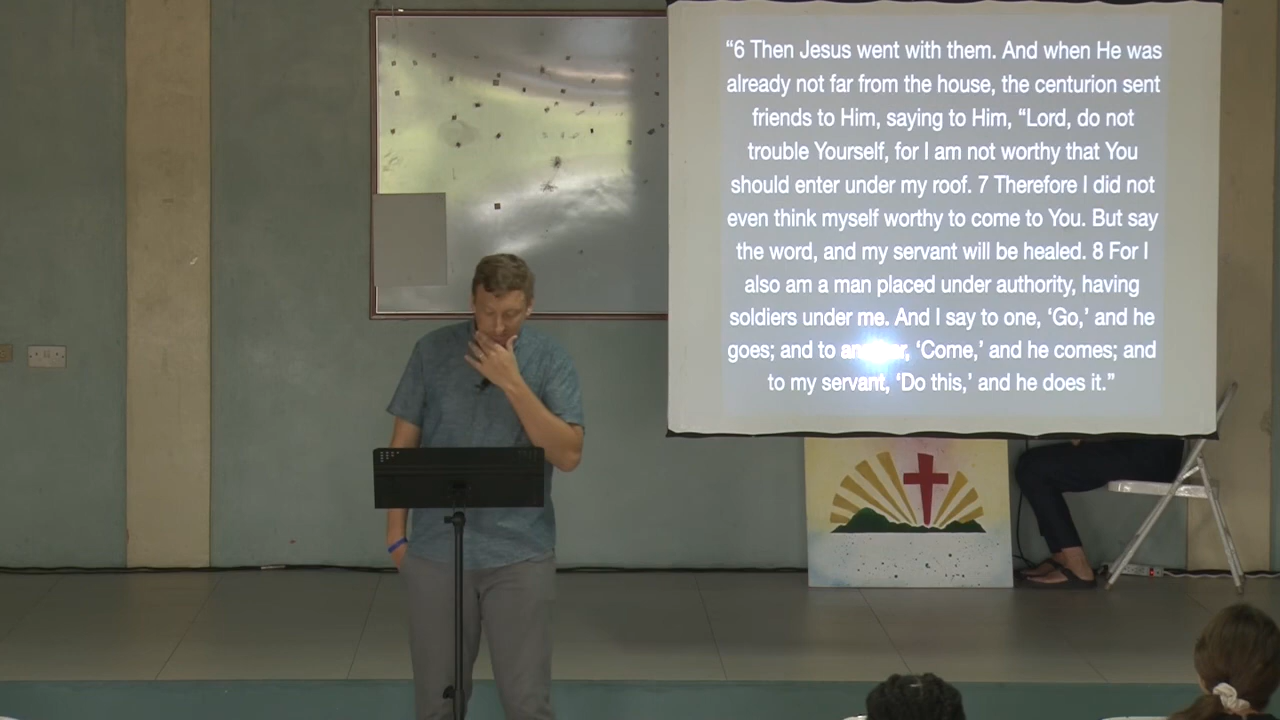 “6 Then Jesus went with them. And when He was
already not far from the house, the centurion sent
friends to Him, saying to Him, “Lord, do not
trouble Yourself, for I am not worthy that You
should enter under my roof. 7 Therefore I did not
even think myself worthy to come to You. But say
the word, and my servant will be healed. 8 For I
also am a man placed under authority, having
soldiers under me. And I say to one, ‘Go,’ and he
goes; and to another, ‘Come,’ and he comes; and
to my servant, ‘Do this,’ and he does it.”